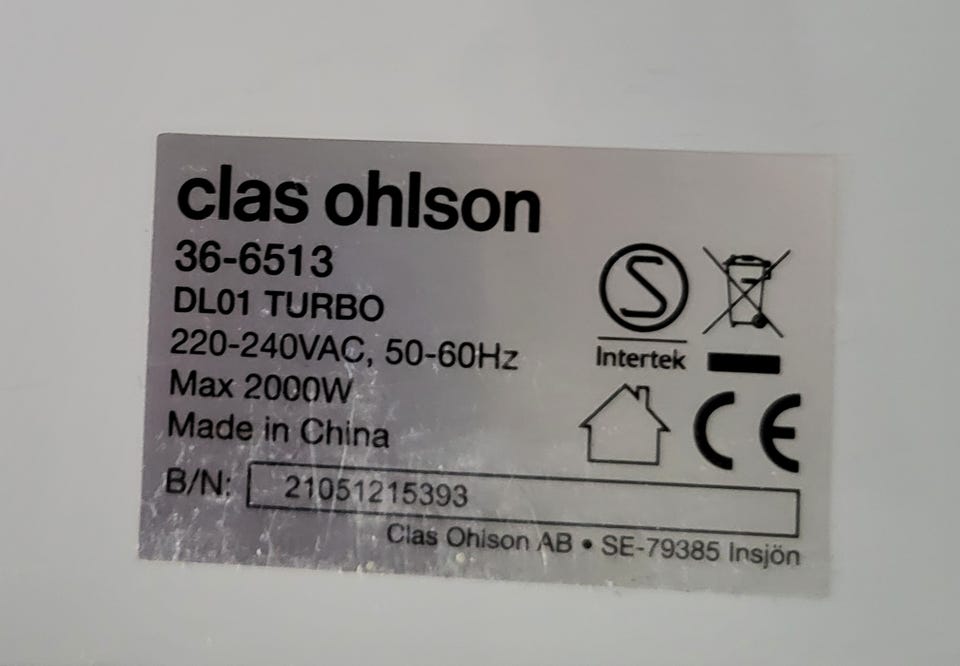 clas ohlson
36-6513
DL01 TURBO
220-240VAC, 50-60Hz
Max 2000W
Made in China
S
Intertek
CE
B/N: 21051215393
Clas Ohlson AB • SE-79385 Insjön